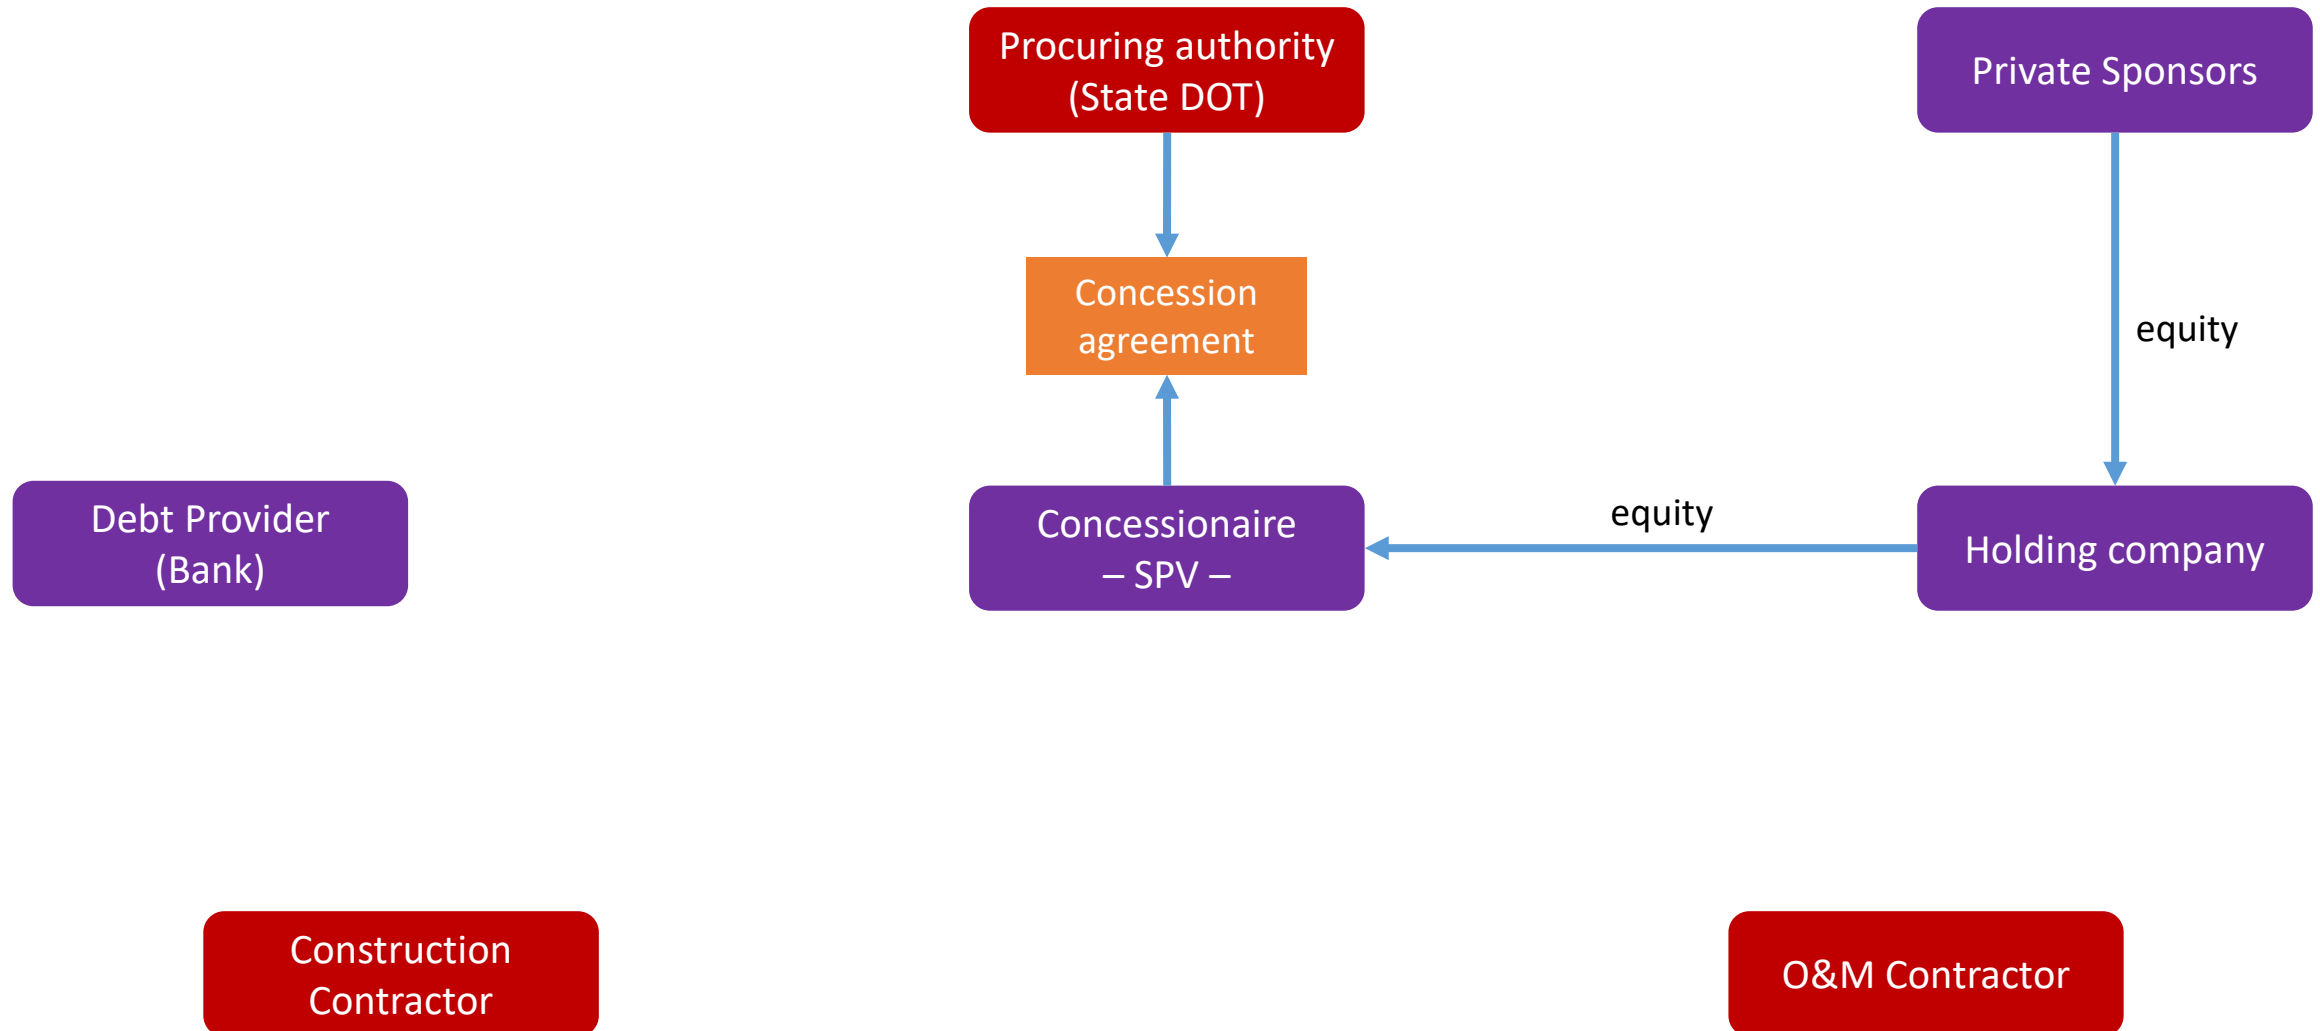 Procuring authority
(State DOT)
Private Sponsors
Concession
agreement
equity
Debt Provider
(Bank)
Concessionaire
– SPV –
equity
Holding company
Construction
Contractor
O&M Contractor